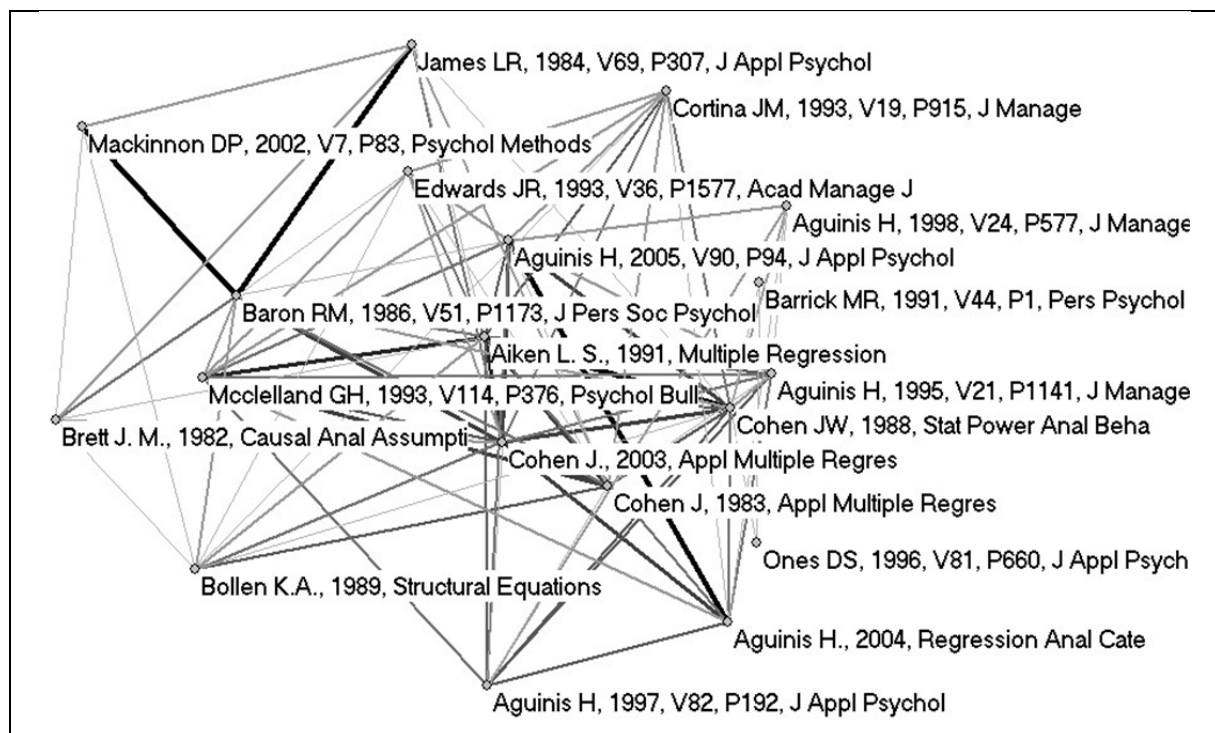 James LR, 1984, V69, P307, J Appl Psychol
Cortina JM, 1993, V19, P915, J Manage
Mackinnon DP, 2002, V7, P83, Psychol Methods
Edwards JR, 1993, V36, P1577, Acad Manage J
Aguinis H, 1998, V24, P577, J Manage
Aguinis H, 2005, V90, P94, J Appl Psychol
Barrick MR, 1991, V44, P1, Pers Psychol
Baron RM, 1986, V51, P1173, J Pers Soc Psychol
Aiken L. S., 1991, Multiple Regression
Mcclelland GH, 1993, V114, P376, Psychol Bull
Aguinis H, 1995, V21, P1141, J Manage
Cohen JW, 1988, Stat Power Anal Beha
Brett J. M., 1982, Causal Anal Assumpti
Cohen J., 2003, Appl Multiple Regres
Cohen J, 1983, Appl Multiple Regres
Ones DS, 1996, V81, P660, J Appl Psych
Bollen K.A., 1989, Structural Equations
Aguinis H., 2004, Regression Anal Cate
Aguinis H, 1997, V82, P192, J Appl Psychol